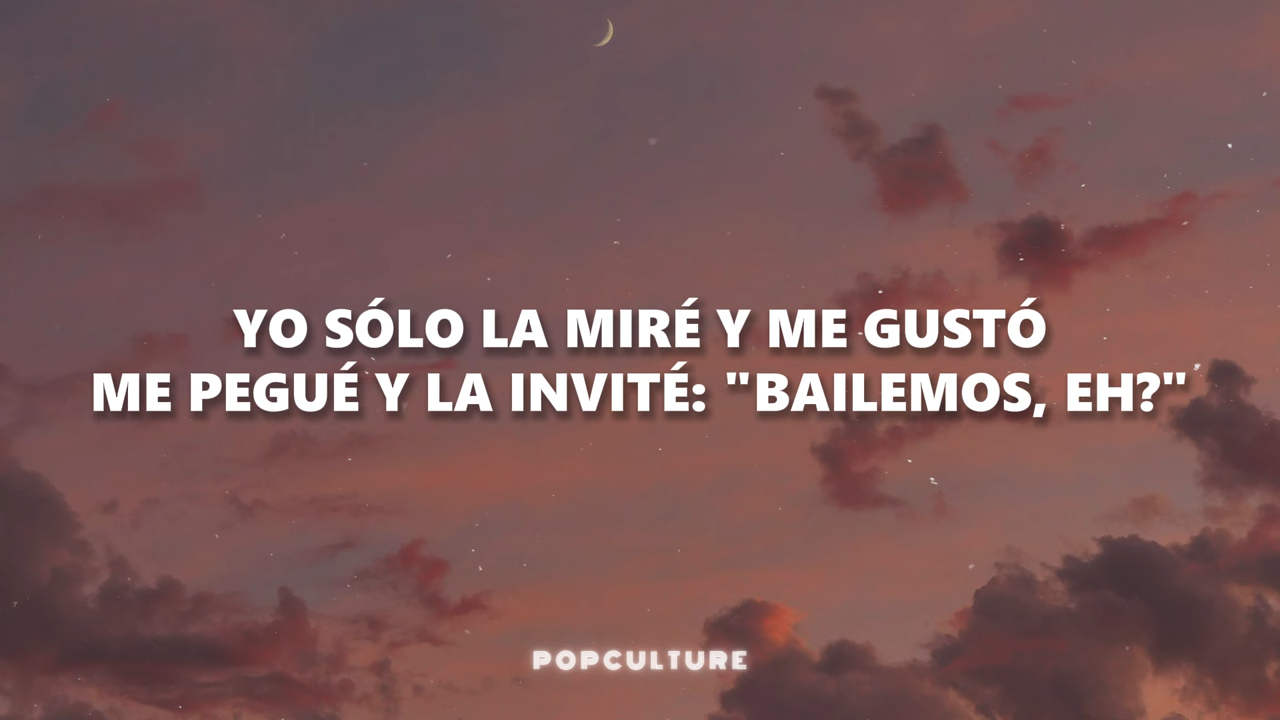 YO SÓLO LA MIRÉ Y ME GUSTÓ
ME PEGUÉ Y LA INVITÉ: "BAILEMOS, EH?"
POPCULTURE